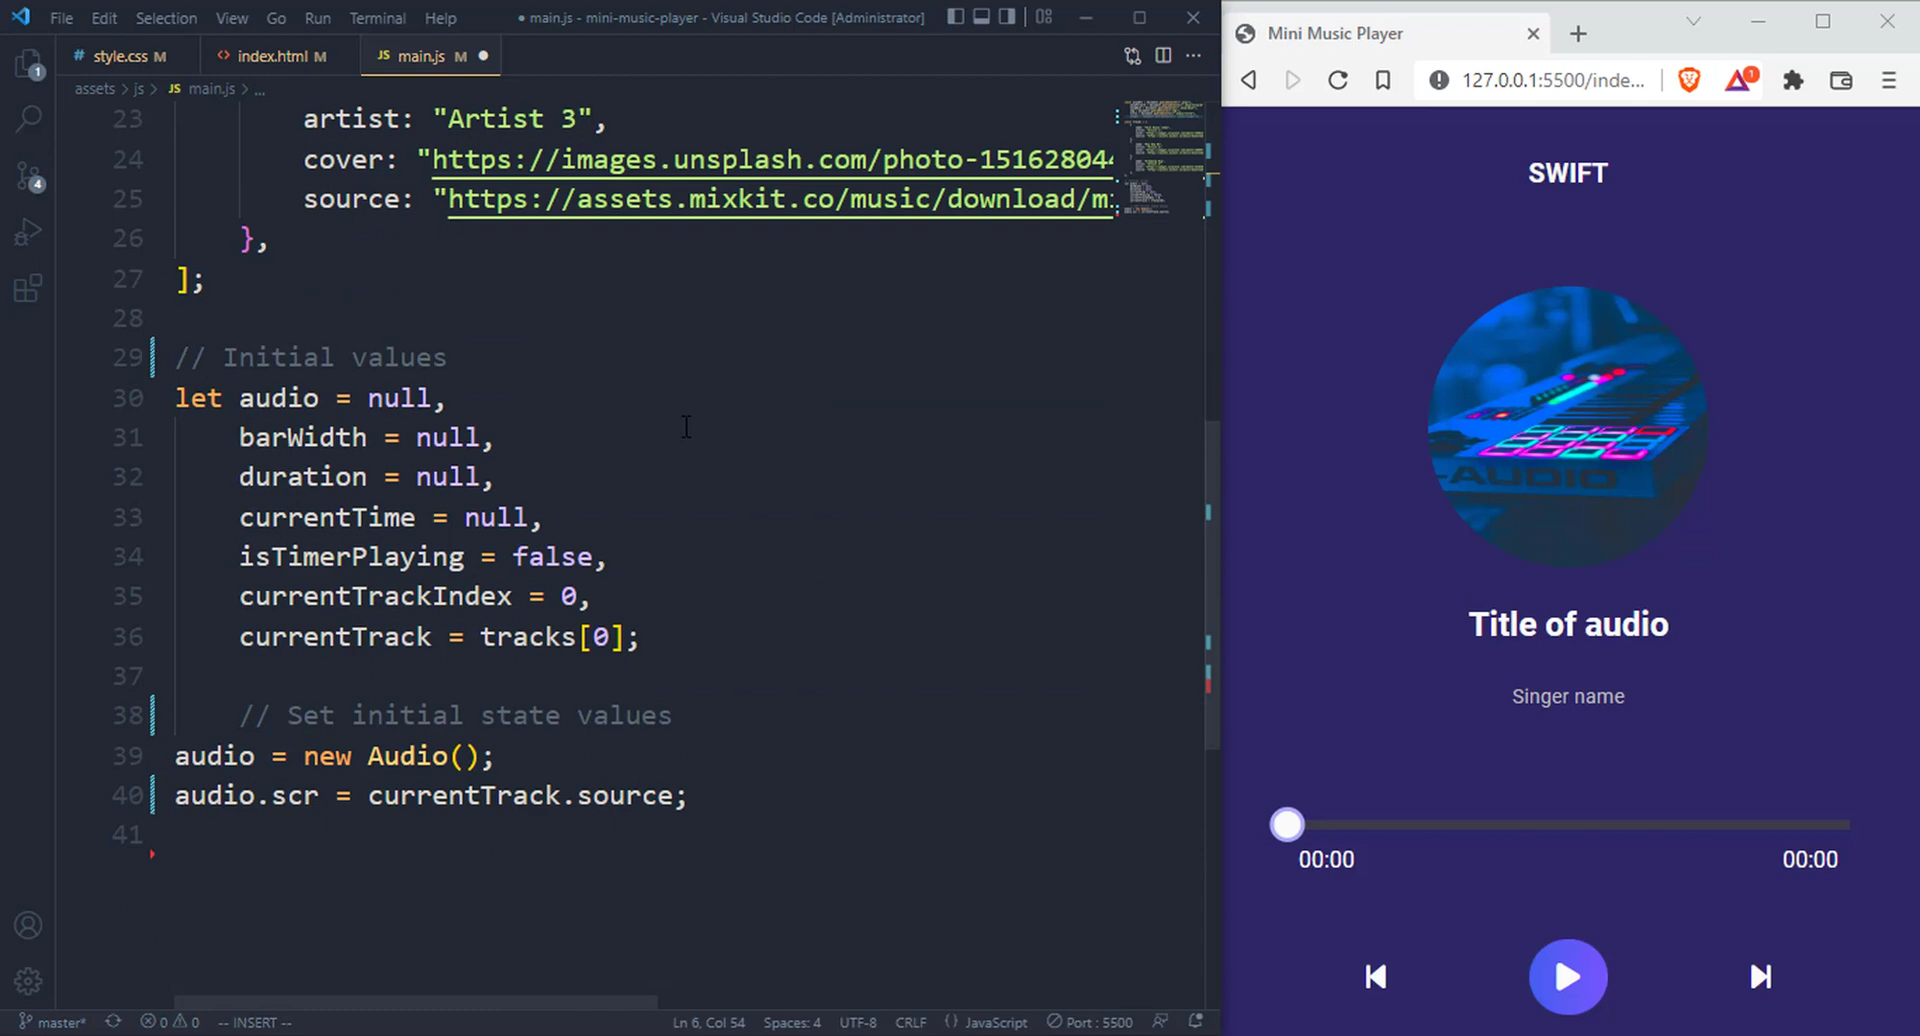 File Edit Selection View Go Run Terminal Help
● main.js - mini-music-player - Visual Studio Code [Administrator]
# style.css M
<> index.html M
JS main.js M ●
assets > js > JS main.js > ...
1
4
23 artist: "Artist 3",
24 cover: "https://images.unsplash.com/photo-151628044
25 source: "https://assets.mixkit.co/music/download/m
26 },
27 ];
28
29 // Initial values
30 let audio = null,
31 barWidth = null,
32 duration = null,
33 currentTime = null,
34 isTimerPlaying = false,
35 currentTrackIndex = 0,
36 currentTrack = tracks[0];
37
38 // Set initial state values
39 audio = new Audio();
40 audio.scr = currentTrack.source;
41
master* 0 0 -- INSERT -- Ln 6, Col 54 Spaces: 4 UTF-8 CRLF JavaScript Port : 5500
Mini Music Player
127.0.0.1:5500/inde...
1
SWIFT
-AUDIO
Title of audio
Singer name
00:00 00:00